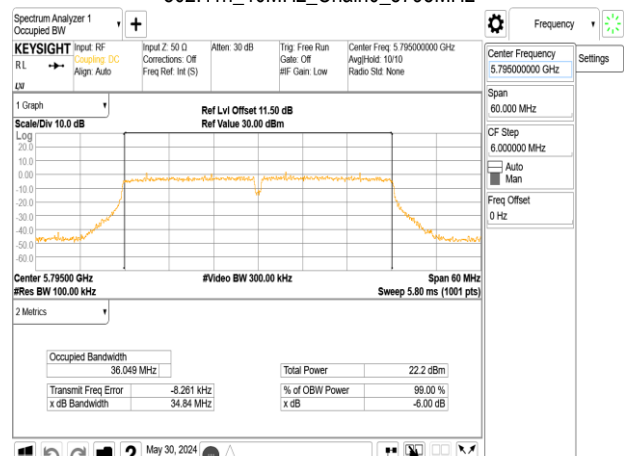 Spectrum Analyzer 1
Occupied BW
Frequency
KEYSIGHT
RL
Input: RF
Coupling: DC
Align: Auto
Input Z: 50 Ω
Corrections: Off
Freq Ref: Int (S)
Atten: 30 dB
Trig: Free Run
Gate: Off
#IF Gain: Low
Center Freq: 5.795000000 GHz
Avg|Hold: 10/10
Radio Std: None
Center Frequency
5.795000000 GHz
Settings
Span
60.000 MHz
CF Step
6.000000 MHz
Auto
Man
Freq Offset
0 Hz
1 Graph
Scale/Div 10.0 dB
Ref Lvl Offset 11.50 dB
Ref Value 30.00 dBm
Log
20.0
10.0
0.00
-10.0
-20.0
-30.0
-40.0
-50.0
-60.0
Center 5.79500 GHz
#Video BW 300.00 kHz
Span 60 MHz
#Res BW 100.00 kHz
Sweep 5.80 ms (1001 pts)
2 Metrics
Occupied Bandwidth
36.049 MHz
Total Power 22.2 dBm
Transmit Freq Error -8.261 kHz
% of OBW Power 99.00 %
x dB Bandwidth 34.84 MHz
x dB -6.00 dB
May 30, 2024